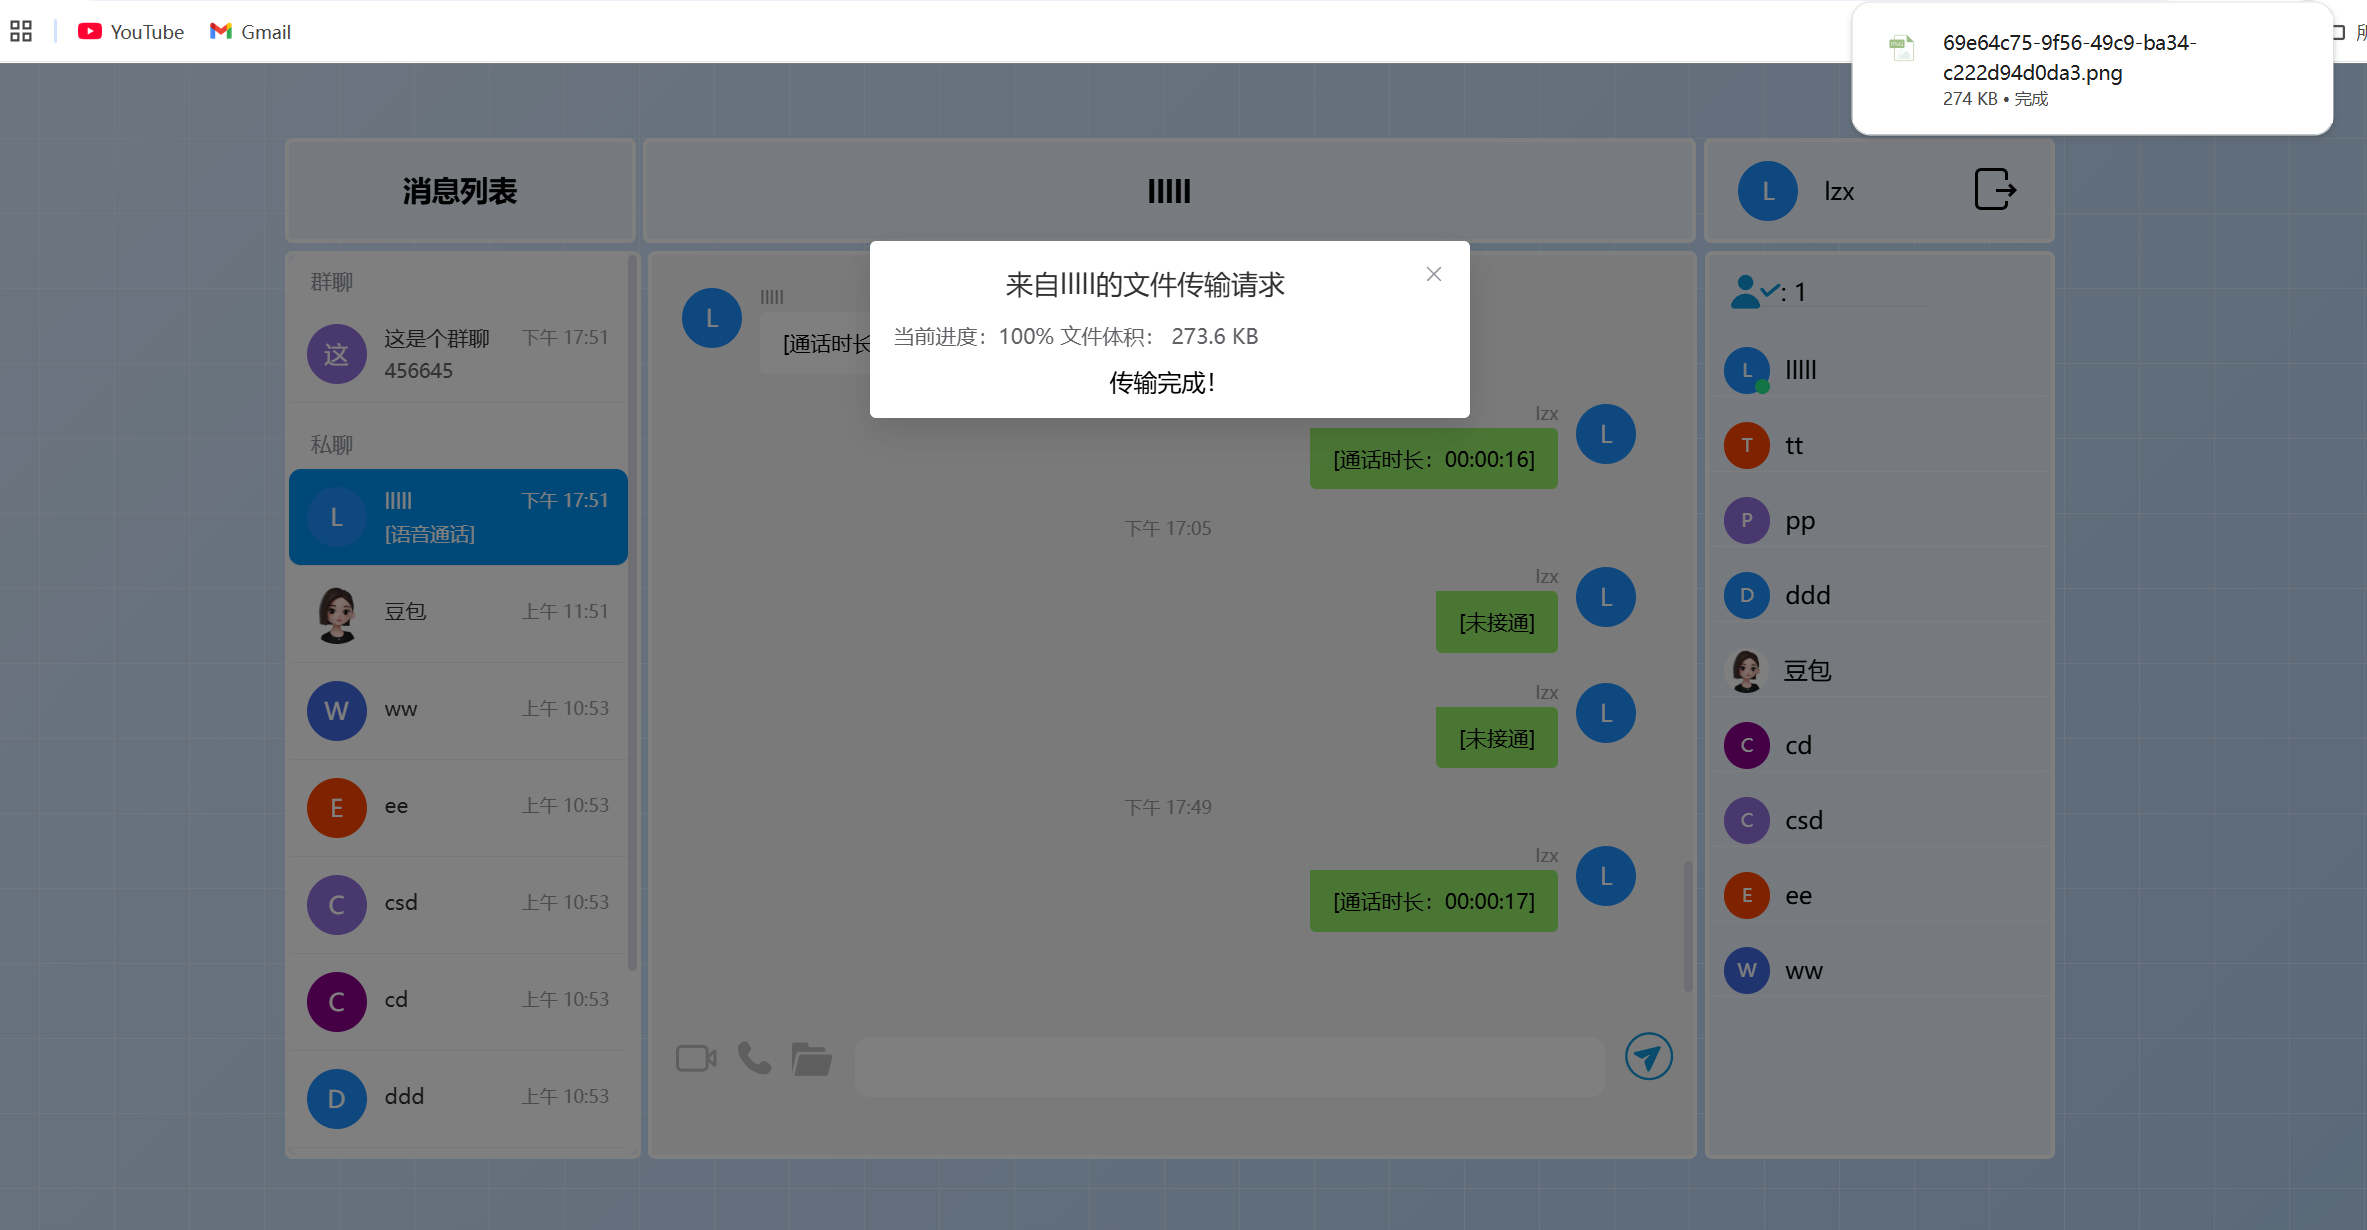 YouTube
Gmail
所
69e64c75-9f56-49c9-ba34-
c222d94d0da3.png
274 KB • 完成
消息列表
lllll
L
lzx
群聊
这
这是个群聊
下午 17:51
456645
私聊
L
lllll
下午 17:51
[语音通话]
豆包
上午 11:51
W
ww
上午 10:53
E
ee
上午 10:53
C
csd
上午 10:53
C
cd
上午 10:53
D
ddd
上午 10:53
来自lllll的文件传输请求
当前进度：100% 文件体积： 273.6 KB
传输完成！
L
lllll
[通话时长
lzx
L
[通话时长：00:00:16]
下午 17:05
lzx
L
[未接通]
lzx
L
[未接通]
下午 17:49
lzx
L
[通话时长：00:00:17]
: 1
L
lllll
T
tt
P
pp
D
ddd
豆包
C
cd
C
csd
E
ee
W
ww